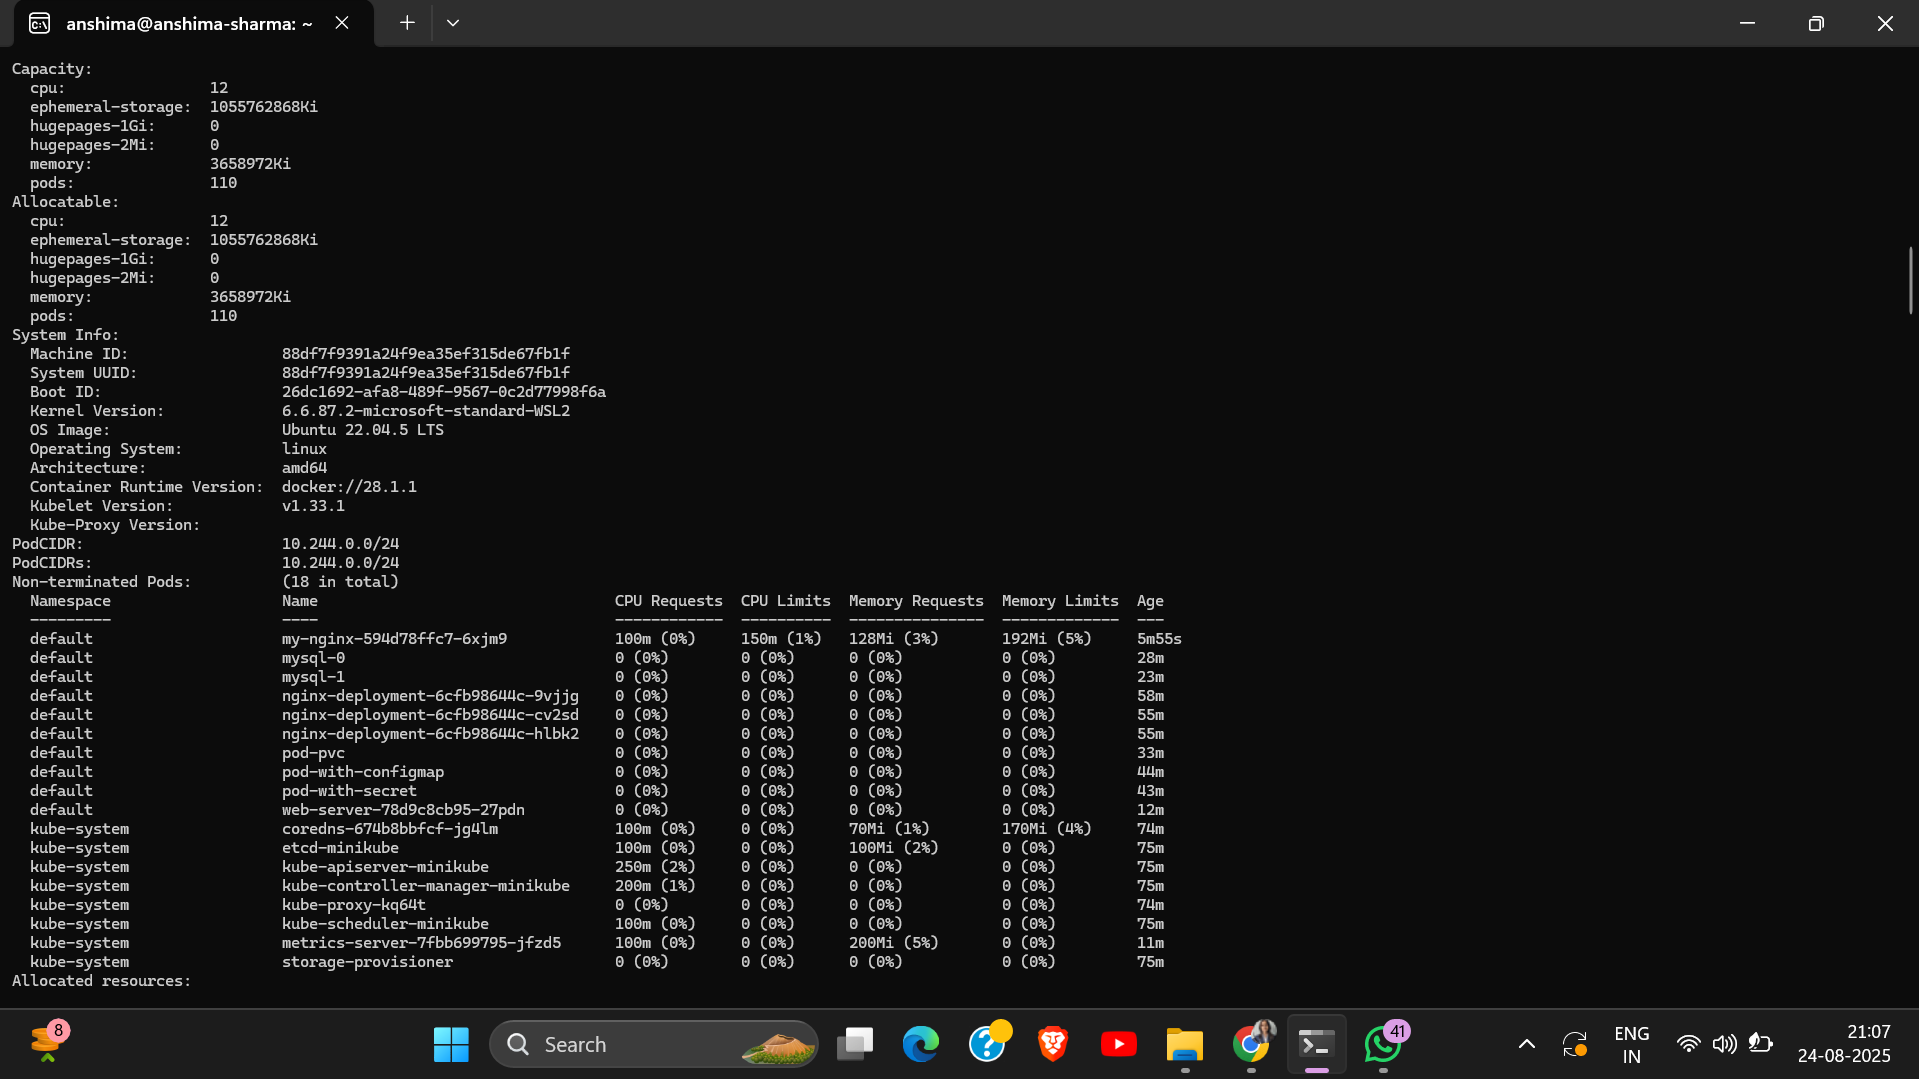 anshima@anshima-sharma: ~
Capacity:
  cpu:                12
  ephemeral-storage:  1055762868Ki
  hugepages-1Gi:      0
  hugepages-2Mi:      0
  memory:             3658972Ki
  pods:               110
Allocatable:
  cpu:                12
  ephemeral-storage:  1055762868Ki
  hugepages-1Gi:      0
  hugepages-2Mi:      0
  memory:             3658972Ki
  pods:               110
System Info:
  Machine ID:                 88df7f9391a24f9ea35ef315de67fb1f
  System UUID:                88df7f9391a24f9ea35ef315de67fb1f
  Boot ID:                    26dc1692-afa8-489f-9567-0c2d77998f6a
  Kernel Version:             6.6.87.2-microsoft-standard-WSL2
  OS Image:                   Ubuntu 22.04.5 LTS
  Operating System:           linux
  Architecture:               amd64
  Container Runtime Version:  docker://28.1.1
  Kubelet Version:            v1.33.1
  Kube-Proxy Version:
PodCIDR:                      10.244.0.0/24
PodCIDRs:                     10.244.0.0/24
Non-terminated Pods:          (18 in total)
  Namespace                   Name                                 CPU Requests  CPU Limits  Memory Requests  Memory Limits  Age
  ---------                   ----                                 ------------  ----------  ---------------  -------------  ---
  default                     my-nginx-594d78ffc7-6xjm9            100m (0%)     150m (1%)   128Mi (3%)       192Mi (5%)     5m55s
  default                     mysql-0                              0 (0%)        0 (0%)      0 (0%)           0 (0%)         28m
  default                     mysql-1                              0 (0%)        0 (0%)      0 (0%)           0 (0%)         23m
  default                     nginx-deployment-6cfb98644c-9vjjg    0 (0%)        0 (0%)      0 (0%)           0 (0%)         58m
  default                     nginx-deployment-6cfb98644c-cv2sd    0 (0%)        0 (0%)      0 (0%)           0 (0%)         55m
  default                     nginx-deployment-6cfb98644c-hlbk2    0 (0%)        0 (0%)      0 (0%)           0 (0%)         55m
  default                     pod-pvc                              0 (0%)        0 (0%)      0 (0%)           0 (0%)         33m
  default                     pod-with-configmap                   0 (0%)        0 (0%)      0 (0%)           0 (0%)         44m
  default                     pod-with-secret                      0 (0%)        0 (0%)      0 (0%)           0 (0%)         43m
  default                     web-server-78d9c8cb95-27pdn          0 (0%)        0 (0%)      0 (0%)           0 (0%)         12m
  kube-system                 coredns-674b8bbfcf-jg4lm             100m (0%)     0 (0%)      70Mi (1%)        170Mi (4%)     74m
  kube-system                 etcd-minikube                        100m (0%)     0 (0%)      100Mi (2%)       0 (0%)         75m
  kube-system                 kube-apiserver-minikube              250m (2%)     0 (0%)      0 (0%)           0 (0%)         75m
  kube-system                 kube-controller-manager-minikube     200m (1%)     0 (0%)      0 (0%)           0 (0%)         75m
  kube-system                 kube-proxy-kq64t                     0 (0%)        0 (0%)      0 (0%)           0 (0%)         74m
  kube-system                 kube-scheduler-minikube              100m (0%)     0 (0%)      0 (0%)           0 (0%)         75m
  kube-system                 metrics-server-7fbb699795-jfzd5      100m (0%)     0 (0%)      200Mi (5%)       0 (0%)         11m
  kube-system                 storage-provisioner                  0 (0%)        0 (0%)      0 (0%)           0 (0%)         75m
Allocated resources:
8
Search
41
ENG
IN
21:07
24-08-2025